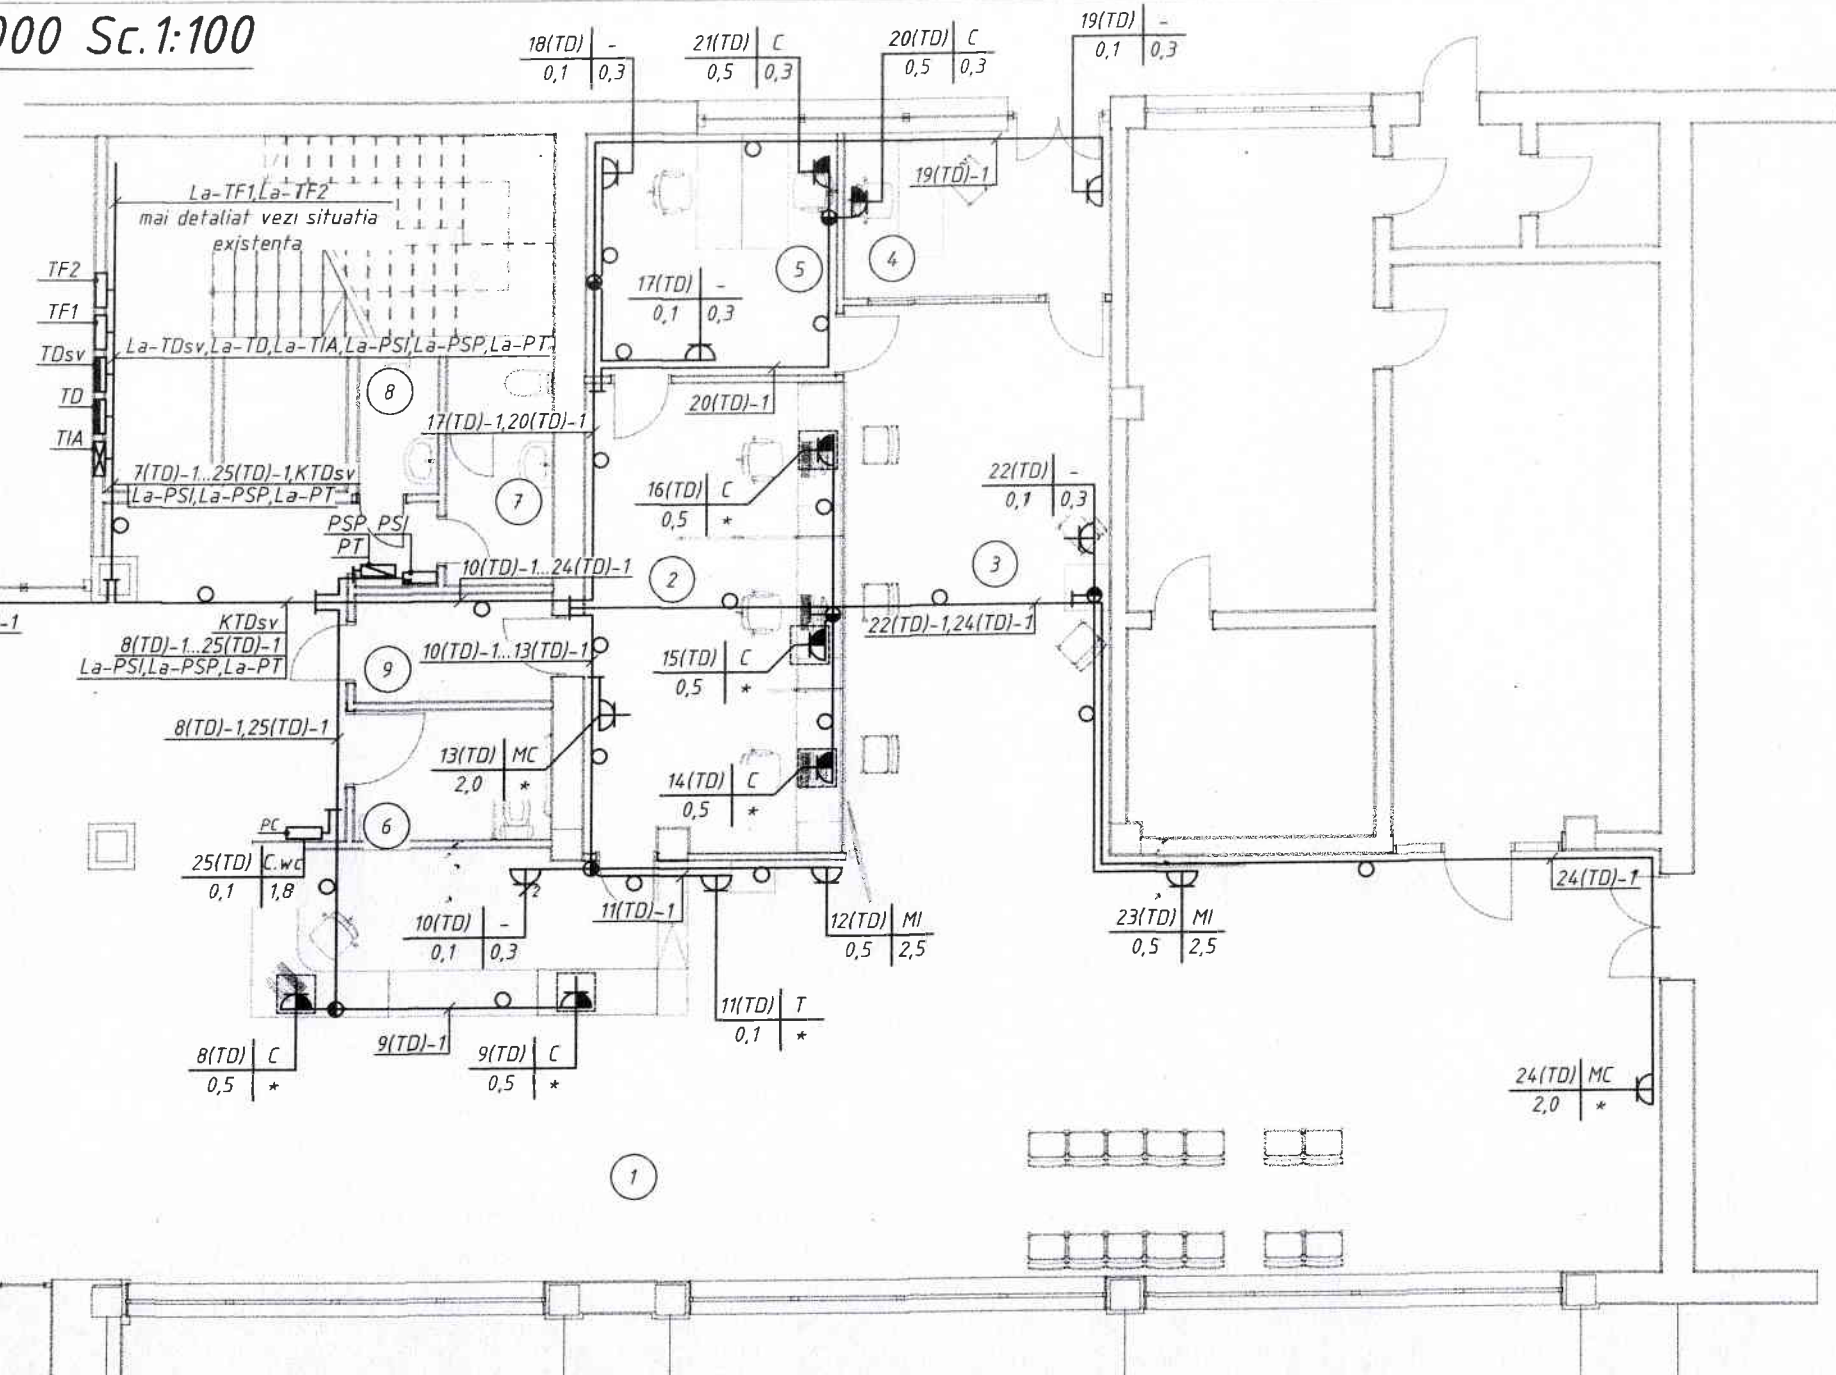 000 Sc.1:100
18(TD) -
0,1 0,3
21(TD) C
0,5 0,3
20(TD) C
0,5 0,3
19(TD) -
0,1 0,3
La-TF1,La-TF2
mai detaliat vezi situatia
existenta
19(TD)-1
5
4
TF2
17(TD) -
0,1 0,3
TF1
TDsv
La-TDsv,La-TD,La-TIA,La-PSI,La-PSP,La-PT
TD
8
20(TD)-1
17(TD)-1,20(TD)-1
TIA
7(TD)-1...25(TD)-1,KTDsv
La-PSI,La-PSP,La-PT
7
16(TD) C
0,5 *
22(TD) -
0,1 0,3
PSP PSI
PT
10(TD)-1...24(TD)-1
2
3
-1
KTDsv
8(TD)-1...25(TD)-1
La-PSI,La-PSP,La-PT
22(TD)-1,24(TD)-1
10(TD)-1...13(TD)-1
9
15(TD) C
0,5 *
8(TD)-1,25(TD)-1
13(TD) MC
2,0 *
14(TD) C
0,5 *
PC
6
25(TD) C.wc
0,1 1,8
2
11(TD)-1
24(TD)-1
10(TD) -
0,1 0,3
12(TD) MI
0,5 2,5
23(TD) MI
0,5 2,5
11(TD) T
0,1 *
9(TD)-1
8(TD) C
0,5 *
9(TD) C
0,5 *
24(TD) MC
2,0 *
1